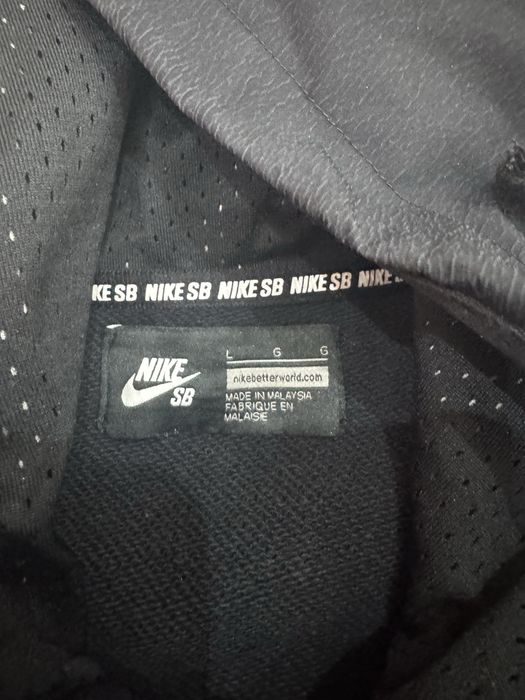 KE SB NIKE SB NIKE SB NIKE SB NIKE
NIKE
SB
L G G
nikebetterworld.com
MADE IN MALAYSIA
FABRIQUE EN
MALAISIE